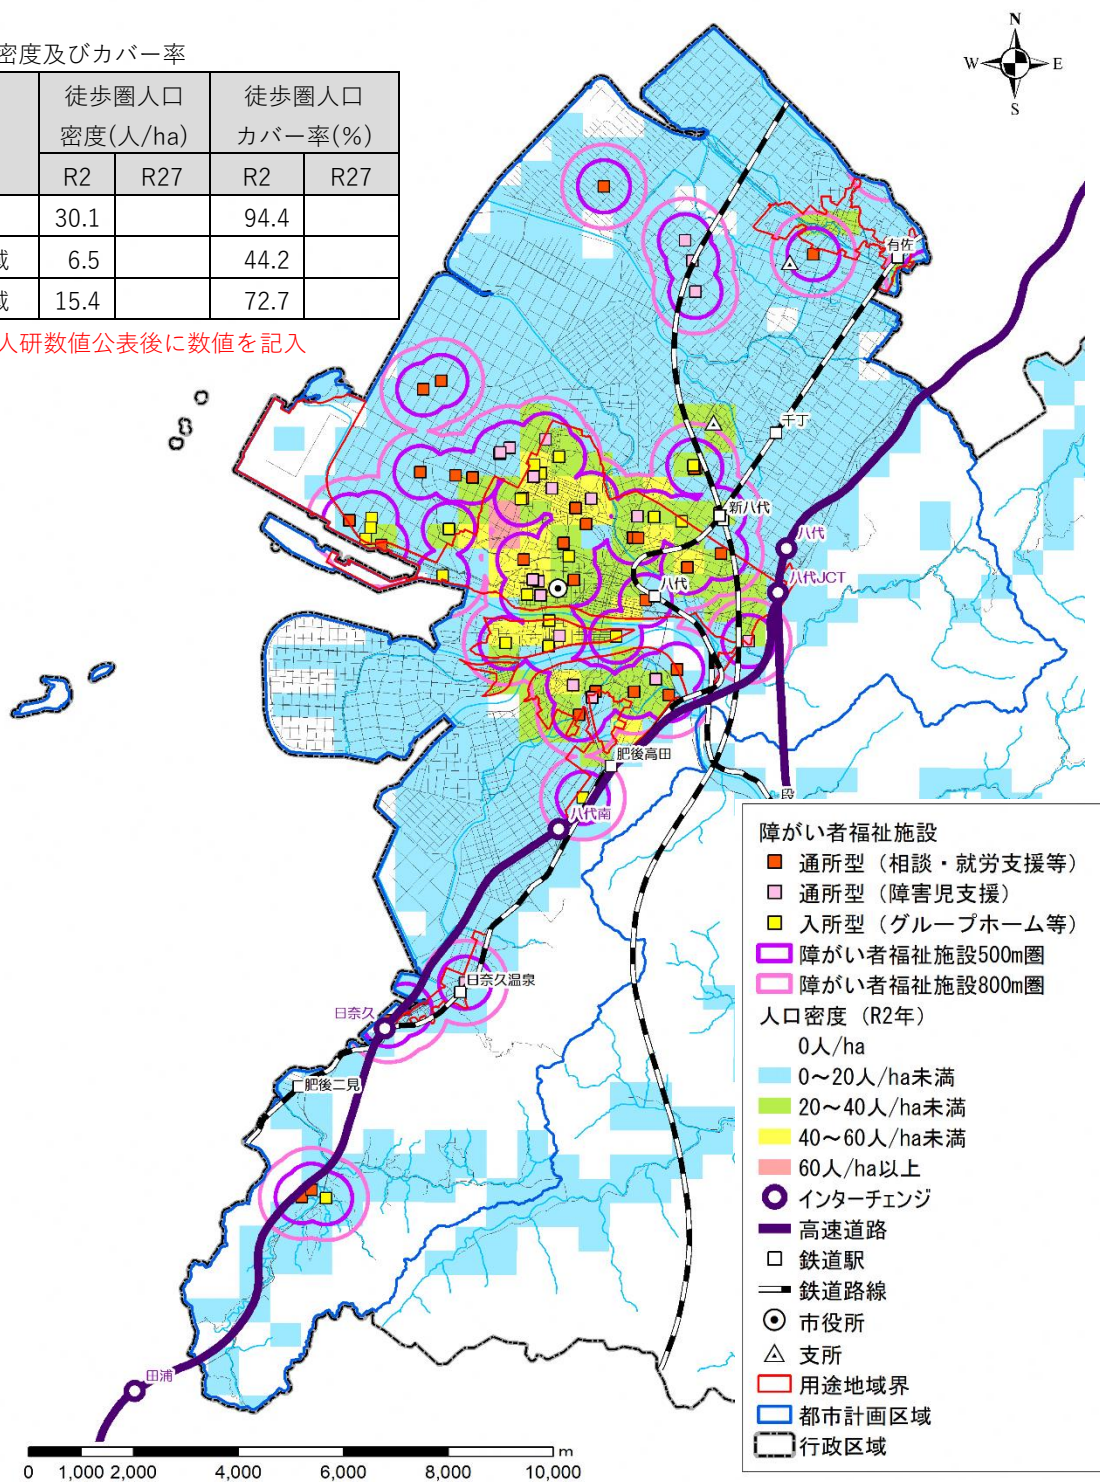 密度及びカバー率
徒歩圏人口
密度(人/ha)
徒歩圏人口
カバー率(%)
R2 R27 R2 R27
30.1 94.4
域 6.5 44.2
域 15.4 72.7
人研数値公表後に数値を記入
N
W E
S
有佐
千丁
新八代
八代
八代JCT
八代
肥後高田
段
八代南
日奈久温泉
日奈久
肥後二見
田浦
障がい者福祉施設
通所型（相談・就労支援等）
通所型（障害児支援）
入所型（グループホーム等）
障がい者福祉施設500m圏
障がい者福祉施設800m圏
人口密度（R2年）
0人/ha
0～20人/ha未満
20～40人/ha未満
40～60人/ha未満
60人/ha以上
インターチェンジ
高速道路
鉄道駅
鉄道路線
市役所
支所
用途地域界
都市計画区域
行政区域
m
0 1,000 2,000 4,000 6,000 8,000 10,000